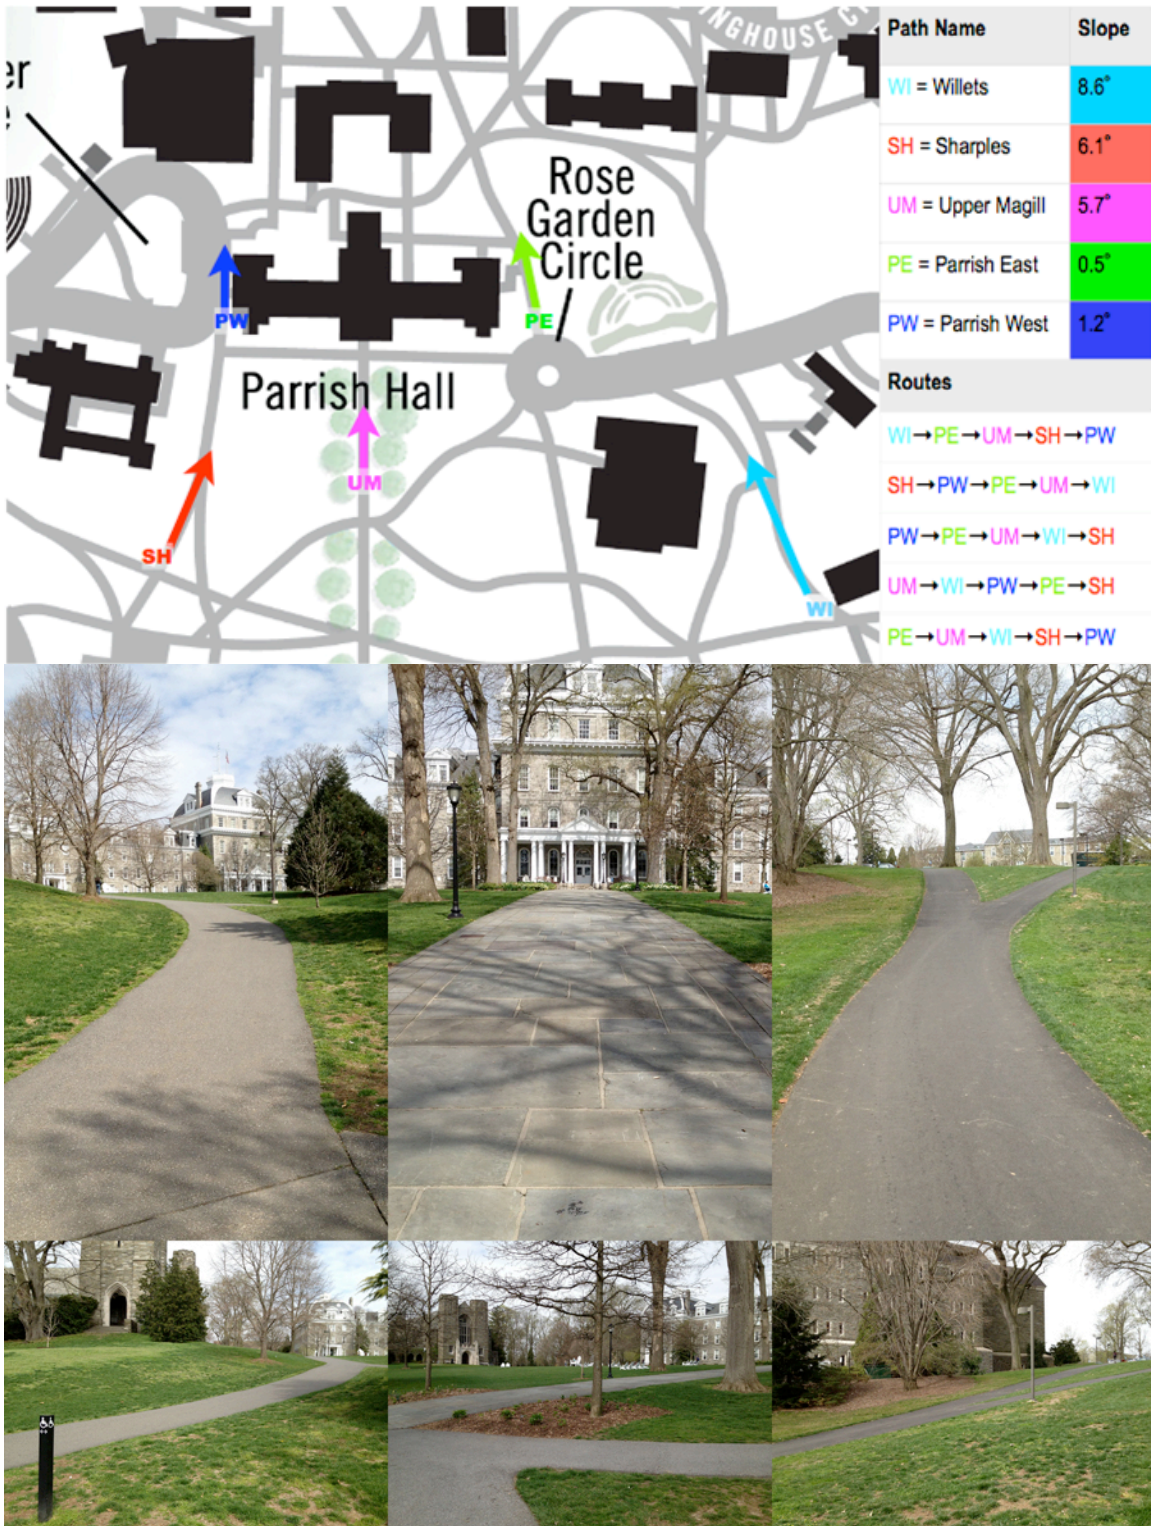 INGHOUSE C
er
e
Rose
Garden
Circle
PW
PE
Parrish Hall
UM
SH
WI
Path Name Slope
WI = Willets 8.6°
SH = Sharples 6.1°
UM = Upper Magill 5.7°
PE = Parrish East 0.5°
PW = Parrish West 1.2°
Routes
WI→PE→UM→SH→PW
SH→PW→PE→UM→WI
PW→PE→UM→WI→SH
UM→WI→PW→PE→SH
PE→UM→WI→SH→PW